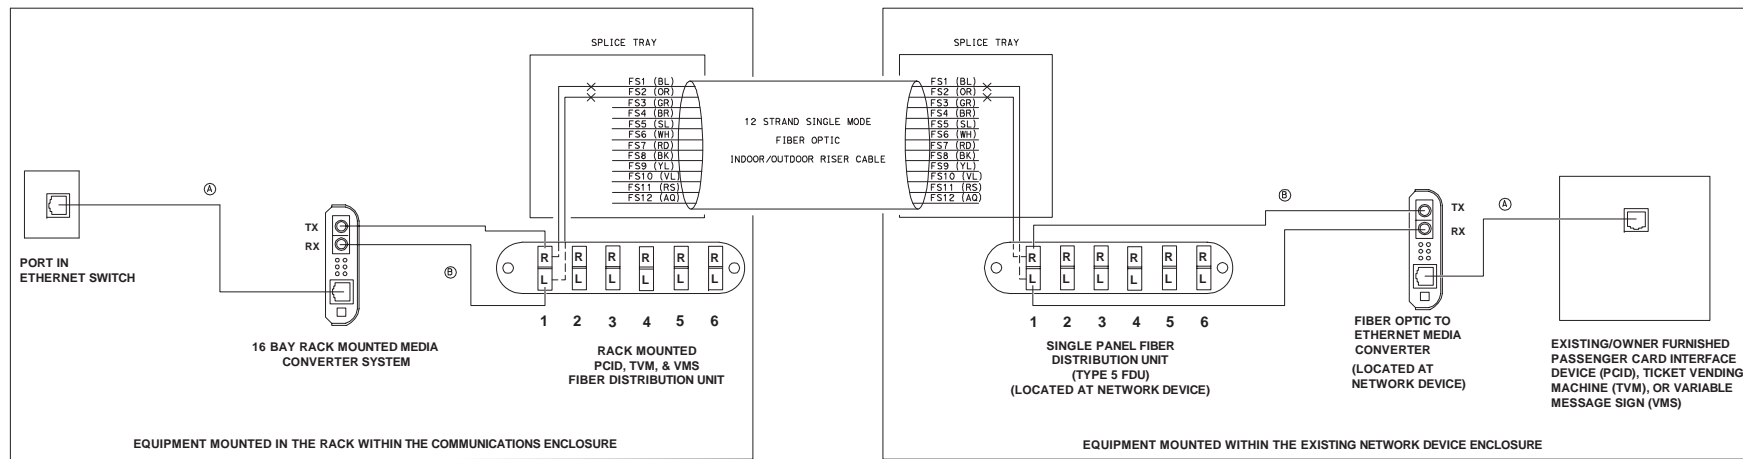 SPLICE TRAY
FS1 (BL)
FS2 (OR)
FS3 (GR)
FS4 (BR)
FS5 (SL)
FS6 (WH)
FS7 (RD)
FS8 (BK)
FS9 (YL)
FS10 (VL)
FS11 (RS)
FS12 (AQ)
12 STRAND SINGLE MODE
FIBER OPTIC
INDOOR/OUTDOOR RISER CABLE
A
PORT IN
ETHERNET SWITCH
TX
RX
B
16 BAY RACK MOUNTED MEDIA
CONVERTER SYSTEM
R R R R R R
L L L L L L
1 2 3 4 5 6
RACK MOUNTED
PCID, TVM, & VMS
FIBER DISTRIBUTION UNIT
EQUIPMENT MOUNTED IN THE RACK WITHIN THE COMMUNICATIONS ENCLOSURE
SPLICE TRAY
FS1 (BL)
FS2 (OR)
FS3 (GR)
FS4 (BR)
FS5 (SL)
FS6 (WH)
FS7 (RD)
FS8 (BK)
FS9 (YL)
FS10 (VL)
FS11 (RS)
FS12 (AQ)
B
R R R R R R
L L L L L L
1 2 3 4 5 6
SINGLE PANEL FIBER
DISTRIBUTION UNIT
(TYPE 5 FDU)
(LOCATED AT NETWORK DEVICE)
TX
RX
A
FIBER OPTIC TO
ETHERNET MEDIA
CONVERTER
(LOCATED AT
NETWORK DEVICE)
EXISTING/OWNER FURNISHED
PASSENGER CARD INTERFACE
DEVICE (PCID), TICKET VENDING
MACHINE (TVM), OR VARIABLE
MESSAGE SIGN (VMS)
EQUIPMENT MOUNTED WITHIN THE EXISTING NETWORK DEVICE ENCLOSURE